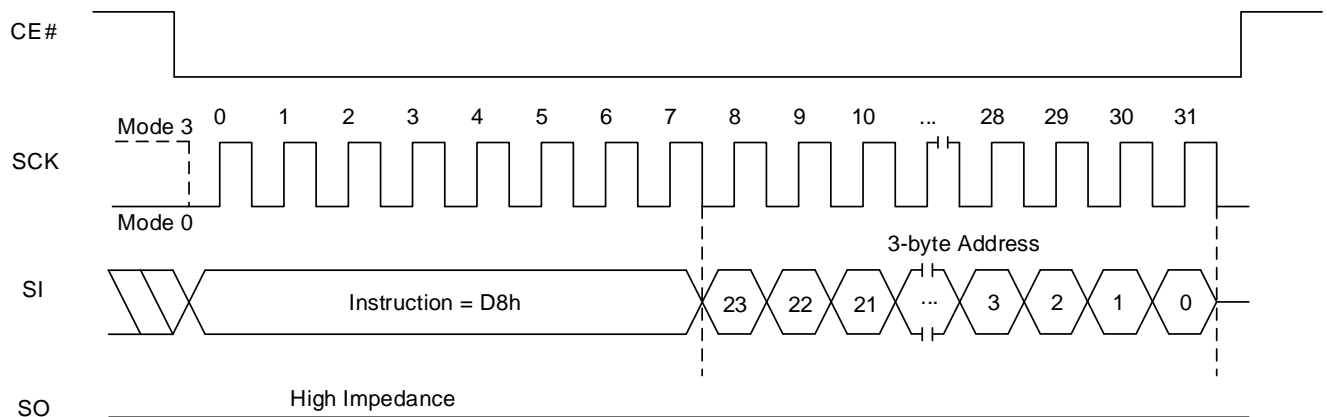 CE#
0 1 2 3 4 5 6 7 8 9 10 ... 28 29 30 31
Mode 3
SCK
Mode 0
3-byte Address
SI
Instruction = D8h 23 22 21 ... 3 2 1 0
High Impedance
SO